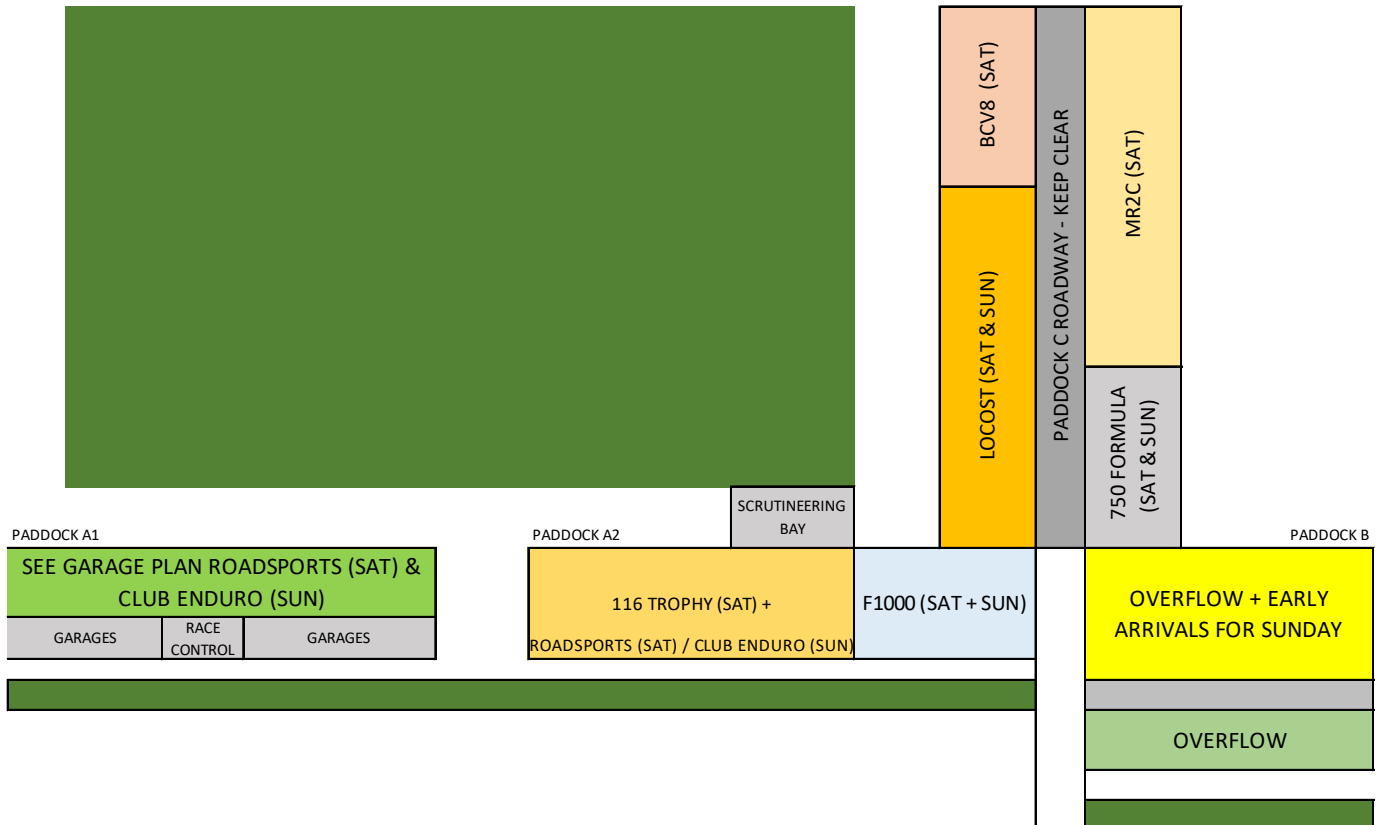 BCV8 (SAT)
LOCOST (SAT & SUN)
PADDOCK C ROADWAY - KEEP CLEAR
MR2C (SAT)
750 FORMULA
(SAT & SUN)
SCRUTINEERING
BAY
PADDOCK A1
PADDOCK A2
PADDOCK B
SEE GARAGE PLAN ROADSPORTS (SAT) &
CLUB ENDURO (SUN)
GARAGES
RACE
CONTROL
GARAGES
116 TROPHY (SAT) +
ROADSPORTS (SAT) / CLUB ENDURO (SUN)
F1000 (SAT + SUN)
OVERFLOW + EARLY
ARRIVALS FOR SUNDAY
OVERFLOW